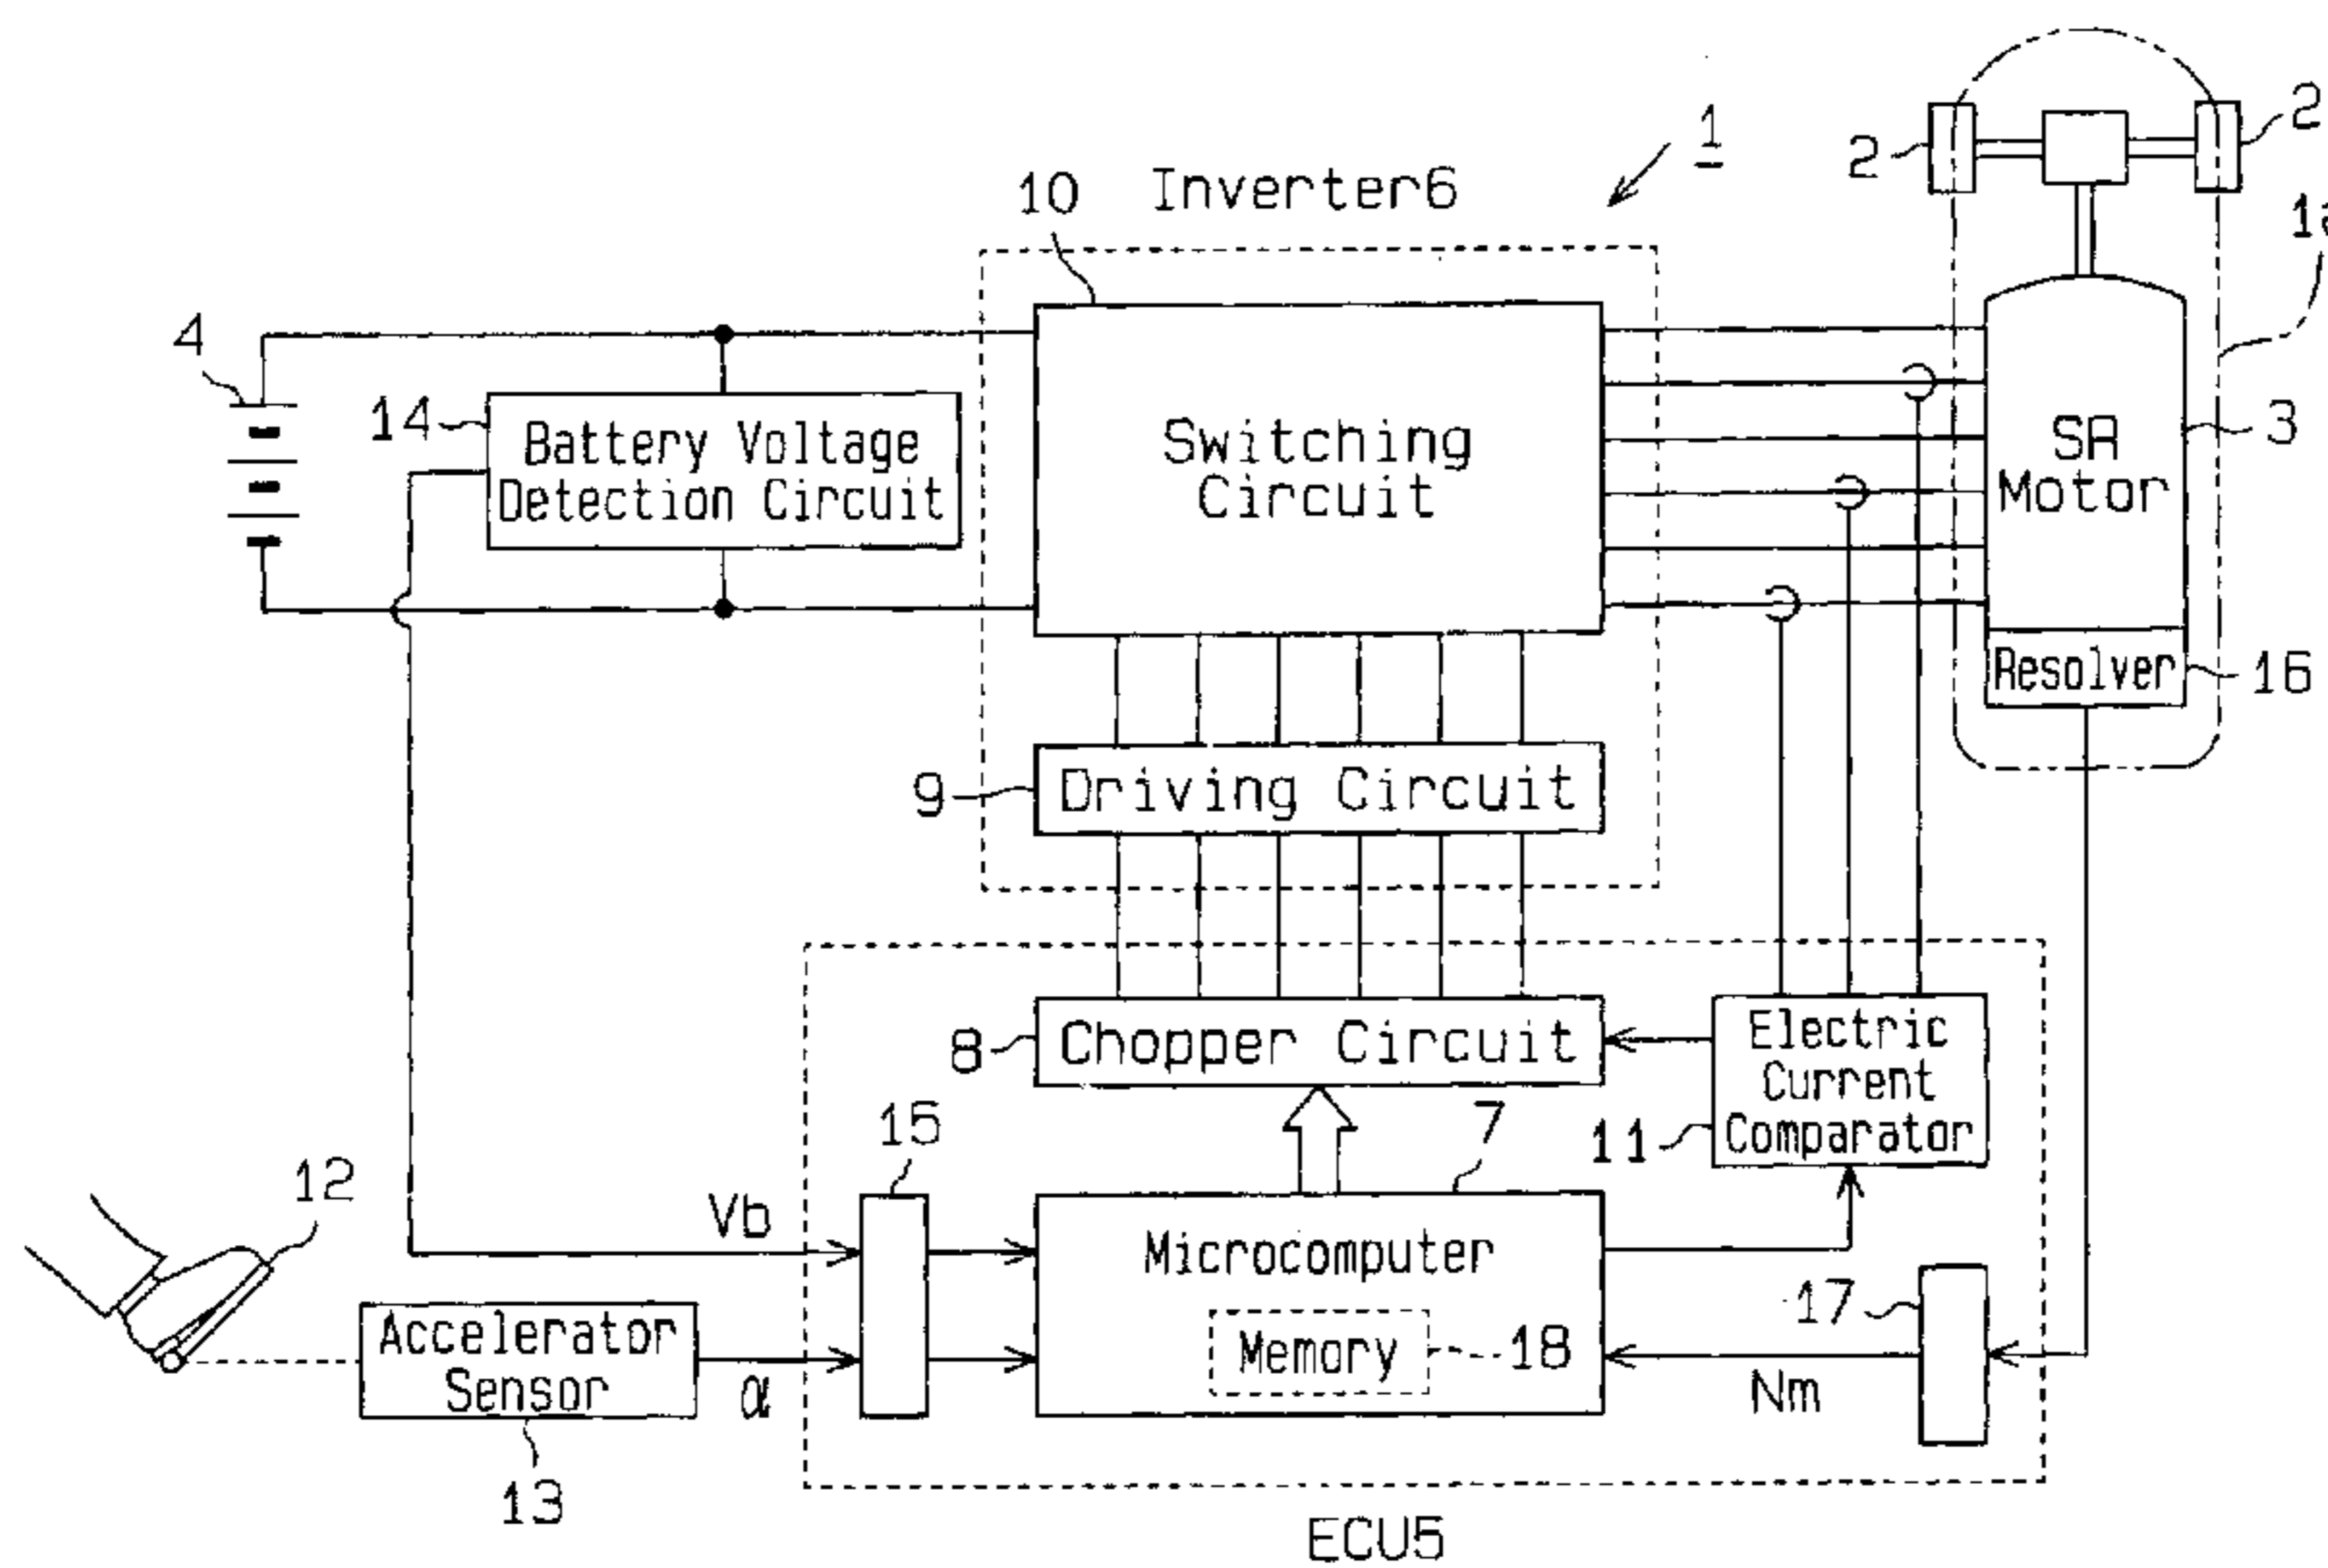 1
2
2
10
Inverter6
4
14
Battery Voltage
Detection Circuit
Switching
Circuit
SR
Motor
3
Resolver
16
9
Driving Circuit
8
Chopper Circuit
Electric
Current
Comparator
11
15
7
12
Vb
Microcomputer
17
Accelerator
Sensor
α
Memory
18
Nm
13
ECU5